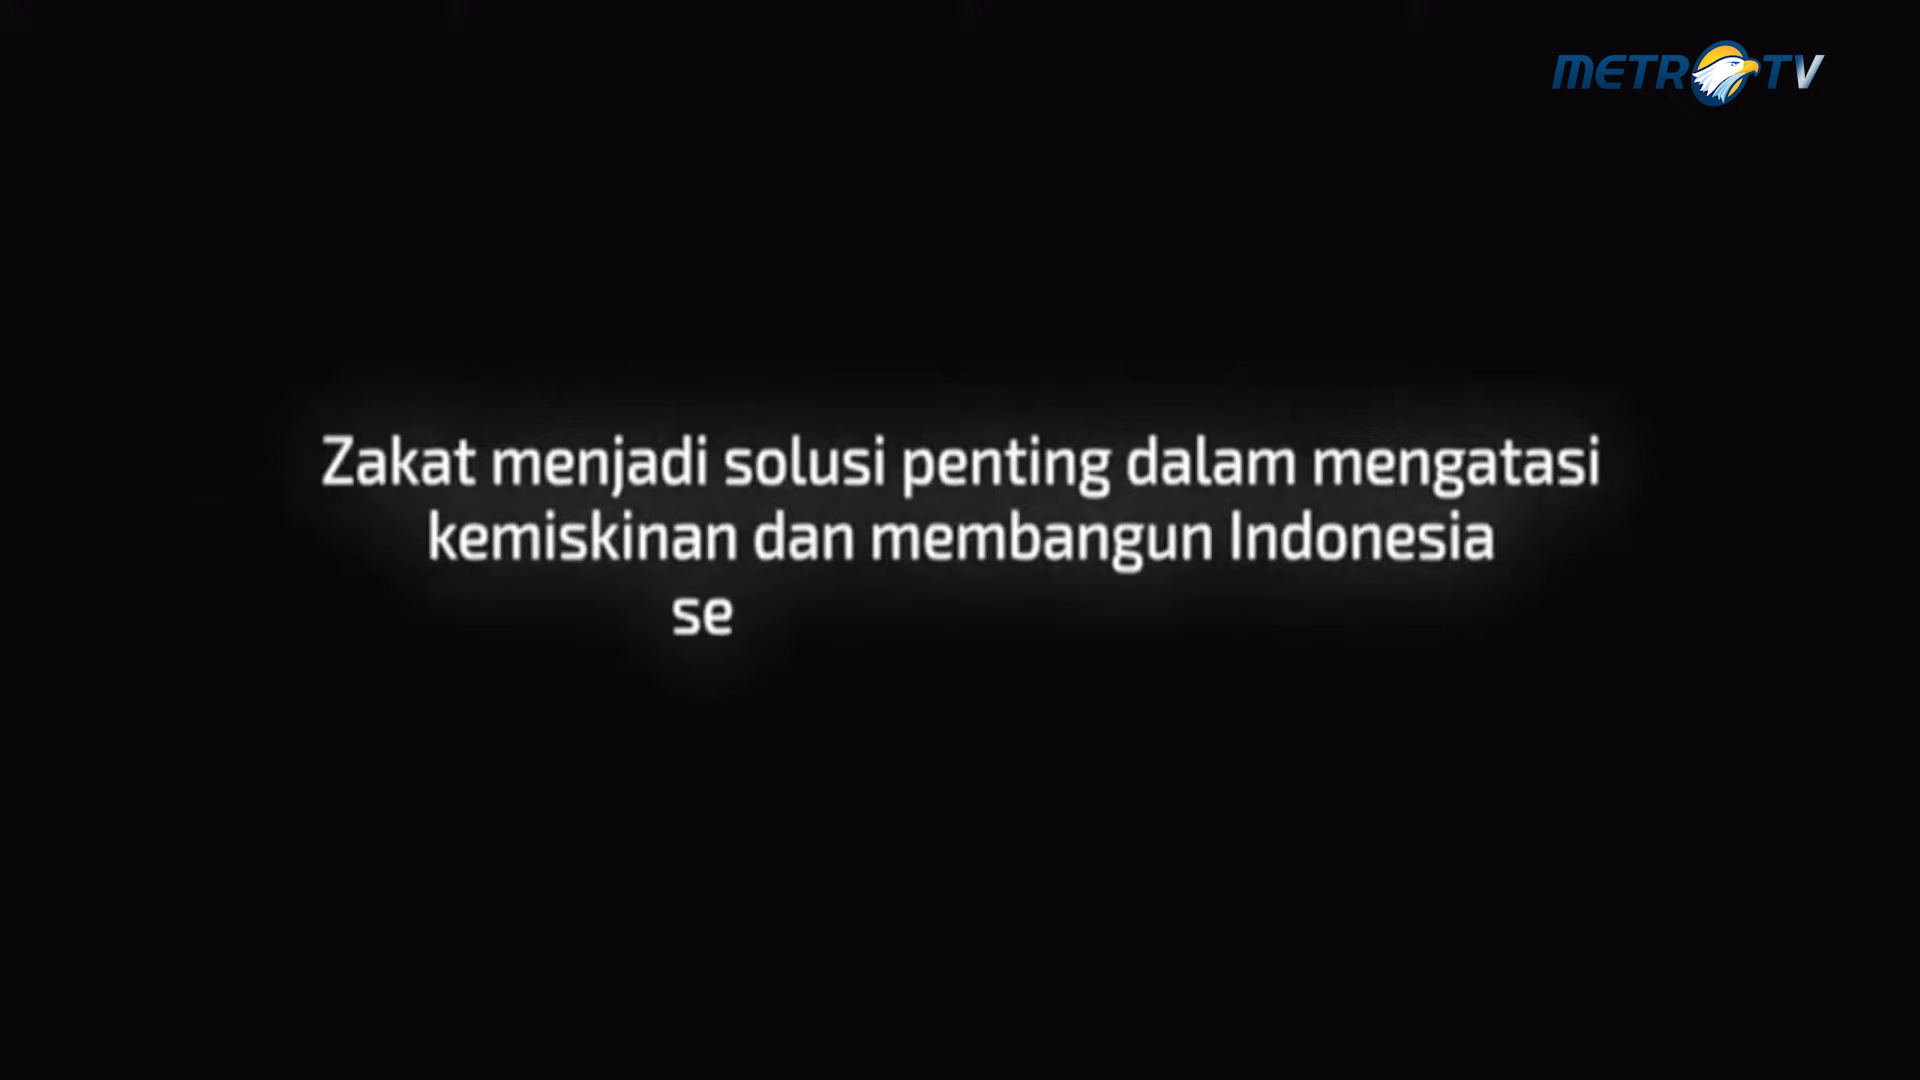 METRO TV
Zakat menjadi solusi penting dalam mengatasi
kemiskinan dan membangun Indonesia
se